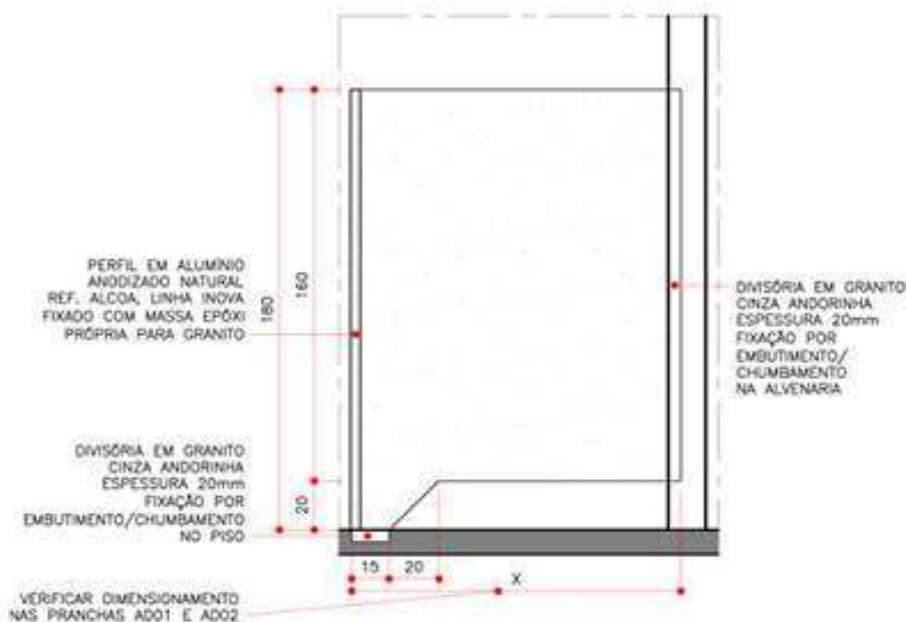 PERFIL EM ALUMÍNIO
ANODIZADO NATURAL
REF. ALCOA, LINHA INOVA
FIXADO COM MASSA EPÓXI
PRÓPRIA PARA GRANITO
180
160
DIVISÓRIA EM GRANITO
CINZA ANDORINHA
ESPESSURA 20mm
FIXAÇÃO POR
EMBUTIMENTO/
CHUMBAMENTO
NA ALVENARIA
DIVISÓRIA EM GRANITO
CINZA ANDORINHA
ESPESSURA 20mm
FIXAÇÃO POR
EMBUTIMENTO/CHUMBAMENTO
NO PISO
20
15 20 X
VERIFICAR DIMENSIONAMENTO
NAS PRANCHAS AD01 E AD02